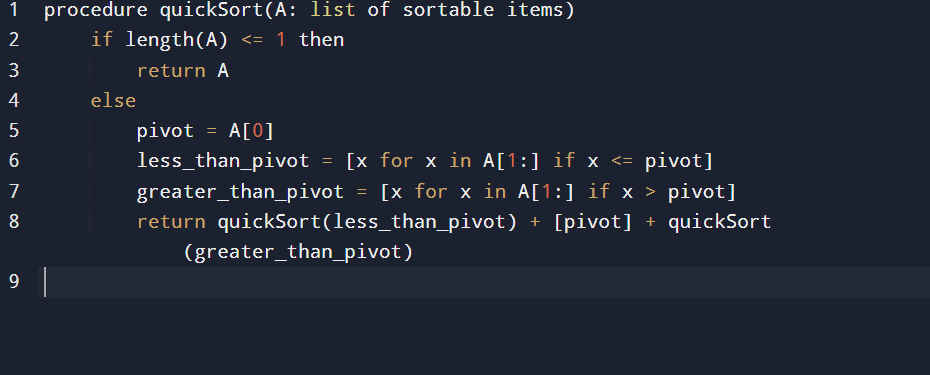 1 procedure quickSort(A: list of sortable items)
2     if length(A) <= 1 then
3         return A
4     else
5         pivot = A[0]
6         less_than_pivot = [x for x in A[1:] if x <= pivot]
7         greater_than_pivot = [x for x in A[1:] if x > pivot]
8         return quickSort(less_than_pivot) + [pivot] + quickSort
            (greater_than_pivot)
9